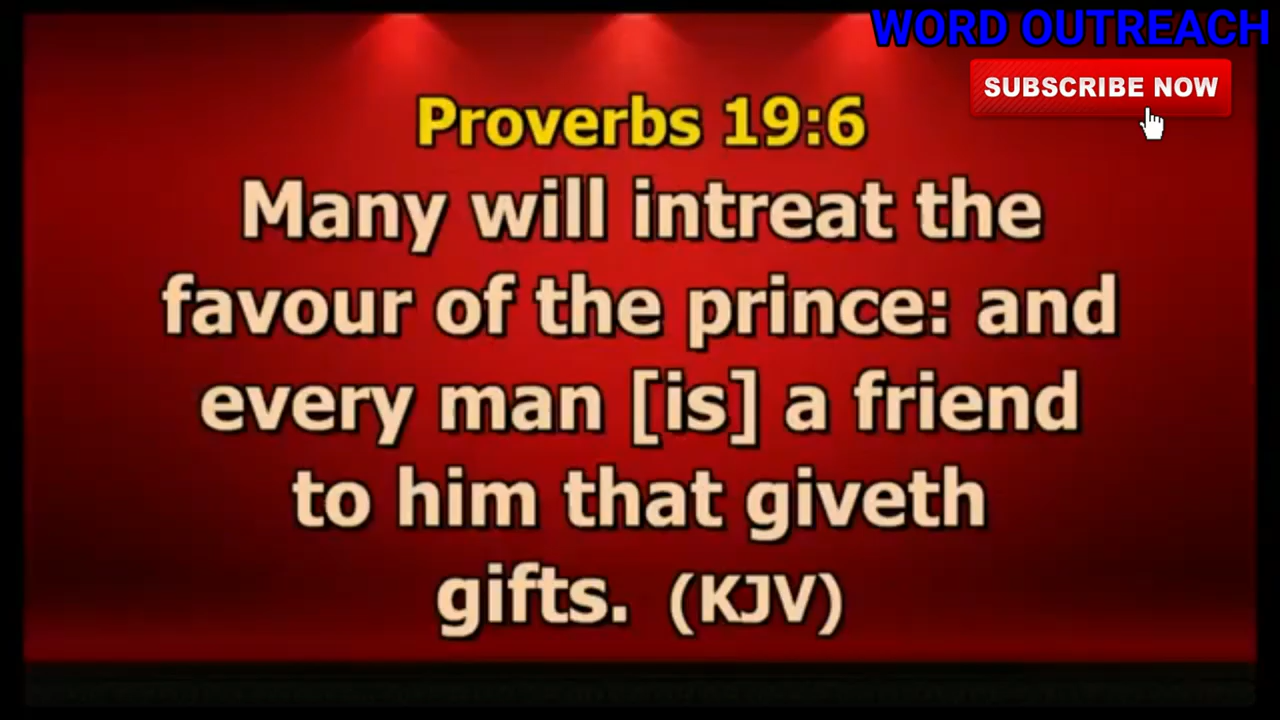 WORD OUTREACH
SUBSCRIBE NOW
Proverbs 19:6
Many will intreat the
favour of the prince: and
every man [is] a friend
to him that giveth
gifts. (KJV)